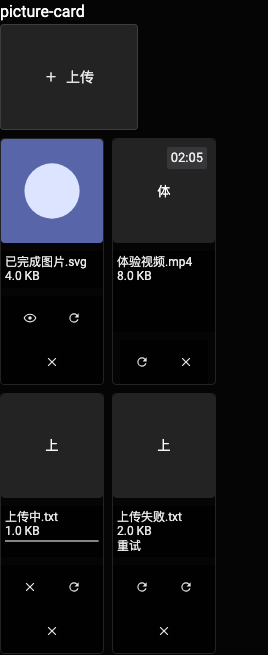 picture-card
+ 上传
02:05
体
已完成图片.svg
4.0 KB
体验视频.mp4
8.0 KB
上
上
上传中.txt
1.0 KB
上传失败.txt
2.0 KB
重试